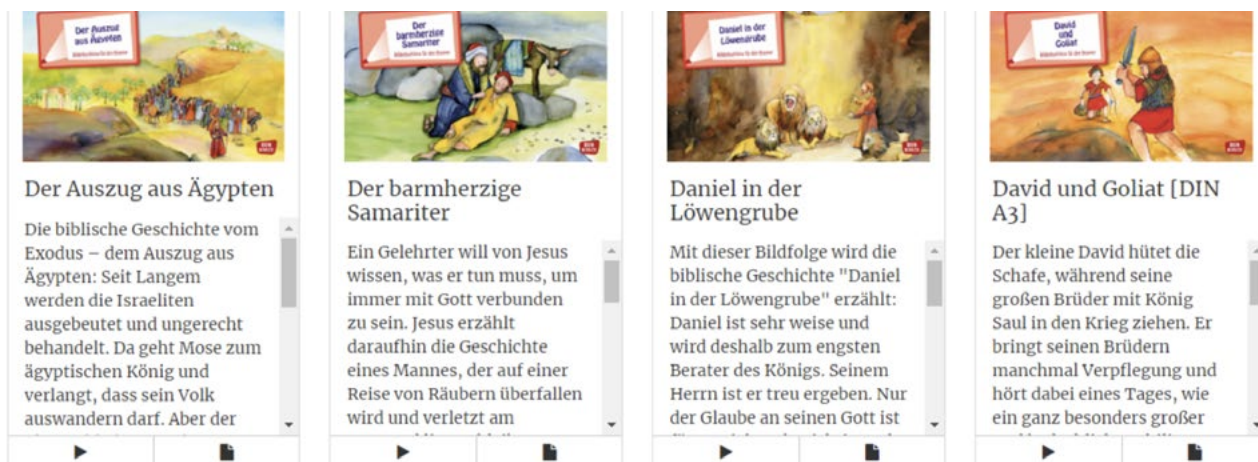 Der Auszug
aus Ägypten
Der Auszug aus Ägypten
Die biblische Geschichte vom
Exodus – dem Auszug aus
Ägypten: Seit Langem
werden die Israeliten
ausgebeutet und ungerecht
behandelt. Da geht Mose zum
ägyptischen König und
verlangt, dass sein Volk
auswandern darf. Aber der
Der
barmherzige
Samariter
Der barmherzige
Samariter
Ein Gelehrter will von Jesus
wissen, was er tun muss, um
immer mit Gott verbunden
zu sein. Jesus erzählt
daraufhin die Geschichte
eines Mannes, der auf einer
Reise von Räubern überfallen
wird und verletzt am
Daniel in der
Löwengrube
Daniel in der
Löwengrube
Mit dieser Bildfolge wird die
biblische Geschichte "Daniel
in der Löwengrube" erzählt:
Daniel ist sehr weise und
wird deshalb zum engsten
Berater des Königs. Seinem
Herrn ist er treu ergeben. Nur
der Glaube an seinen Gott ist
David
und
Goliat
David und Goliat [DIN
A3]
Der kleine David hütet die
Schafe, während seine
großen Brüder mit König
Saul in den Krieg ziehen. Er
bringt seinen Brüdern
manchmal Verpflegung und
hört dabei eines Tages, wie
ein ganz besonders großer